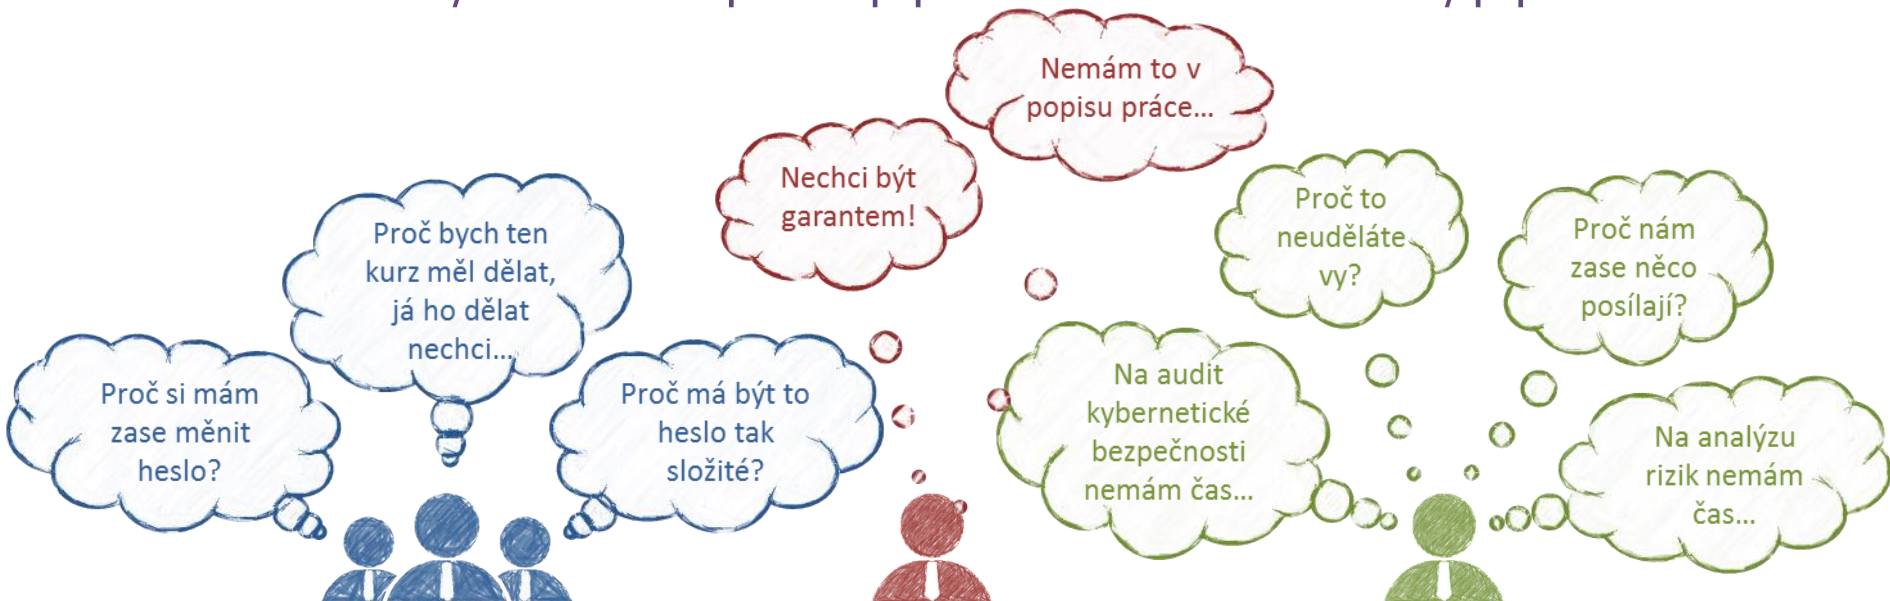 Nemám to v
popisu práce...
Nechci být
garantem!
Proč to
neuděláte
vy?
Proč nám
zase něco
posílají?
Proč bych ten
kurz měl dělat,
já ho dělat
nechci...
Proč si mám
zase měnit
heslo?
Proč má být to
heslo tak
složité?
Na audit
kybernetické
bezpečnosti
nemám čas...
Na analýzu
rizik nemám
čas...